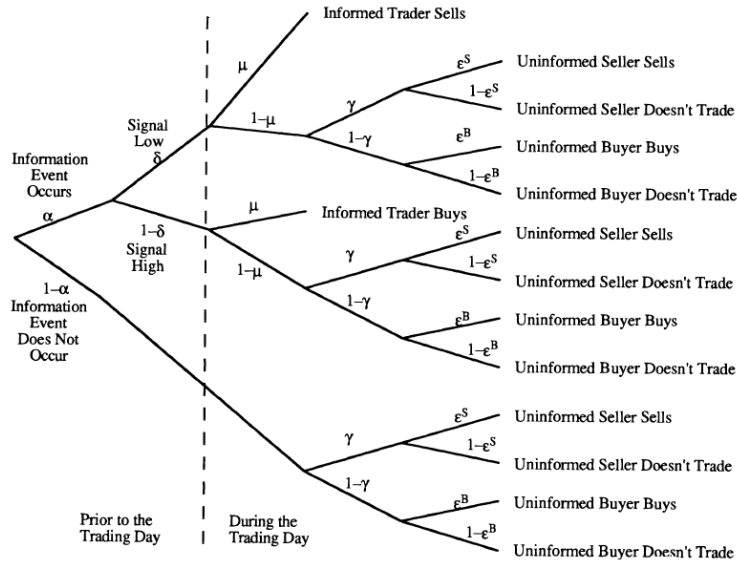 Informed Trader Sells
μ
Uninformed Seller Sells
ε^S
γ
1−ε^S
Uninformed Seller Doesn't Trade
Signal
Low
δ
1−μ
1−γ
ε^B
Uninformed Buyer Buys
1−ε^B
Uninformed Buyer Doesn't Trade
Information
Event
Occurs
α
μ
Informed Trader Buys
1−δ
Signal
High
1−μ
γ
ε^S
Uninformed Seller Sells
1−ε^S
Uninformed Seller Doesn't Trade
1−γ
ε^B
Uninformed Buyer Buys
1−ε^B
Uninformed Buyer Doesn't Trade
1−α
Information
Event
Does Not
Occur
γ
ε^S
Uninformed Seller Sells
1−ε^S
Uninformed Seller Doesn't Trade
1−γ
ε^B
Uninformed Buyer Buys
1−ε^B
Uninformed Buyer Doesn't Trade
Prior to the
Trading Day
During the
Trading Day